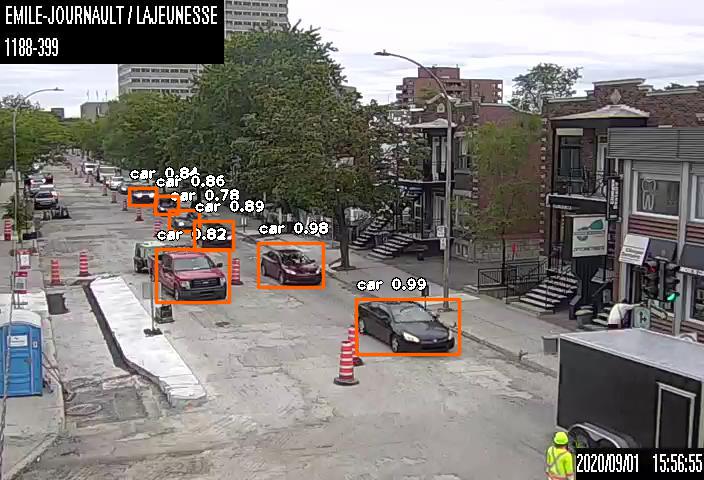 EMILE-JOURNAULT / LAJEUNESSE
1188-399
car 0.84
car 0.86
car 0.78
car 0.89
car 0.82
car 0.98
car 0.99
2020/09/01 15:56:55